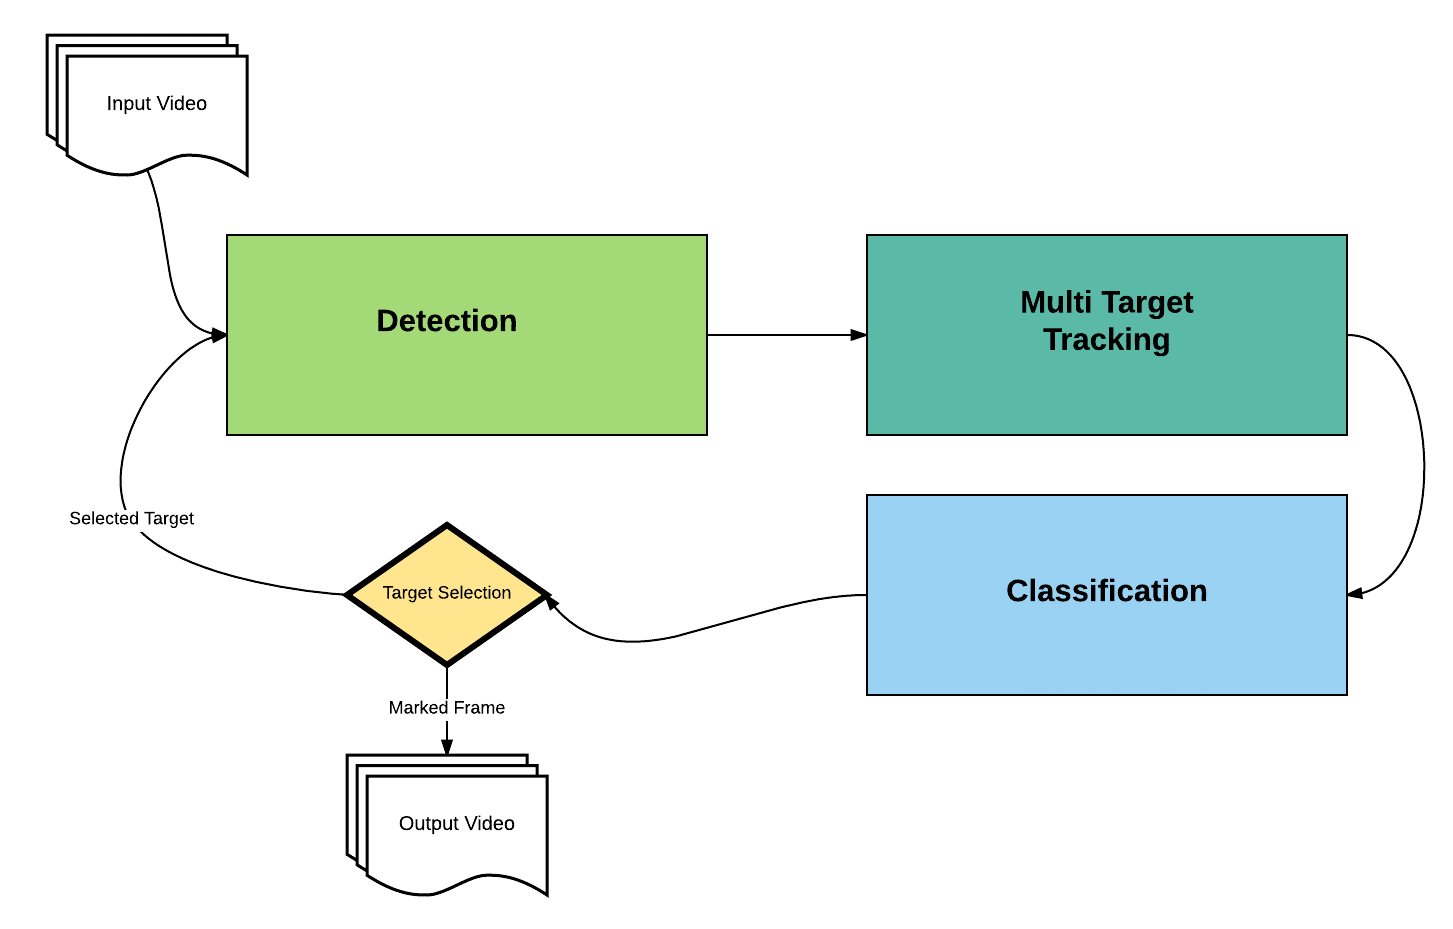 Input Video
Detection
Multi Target
Tracking
Classification
Target Selection
Selected Target
Marked Frame
Output Video